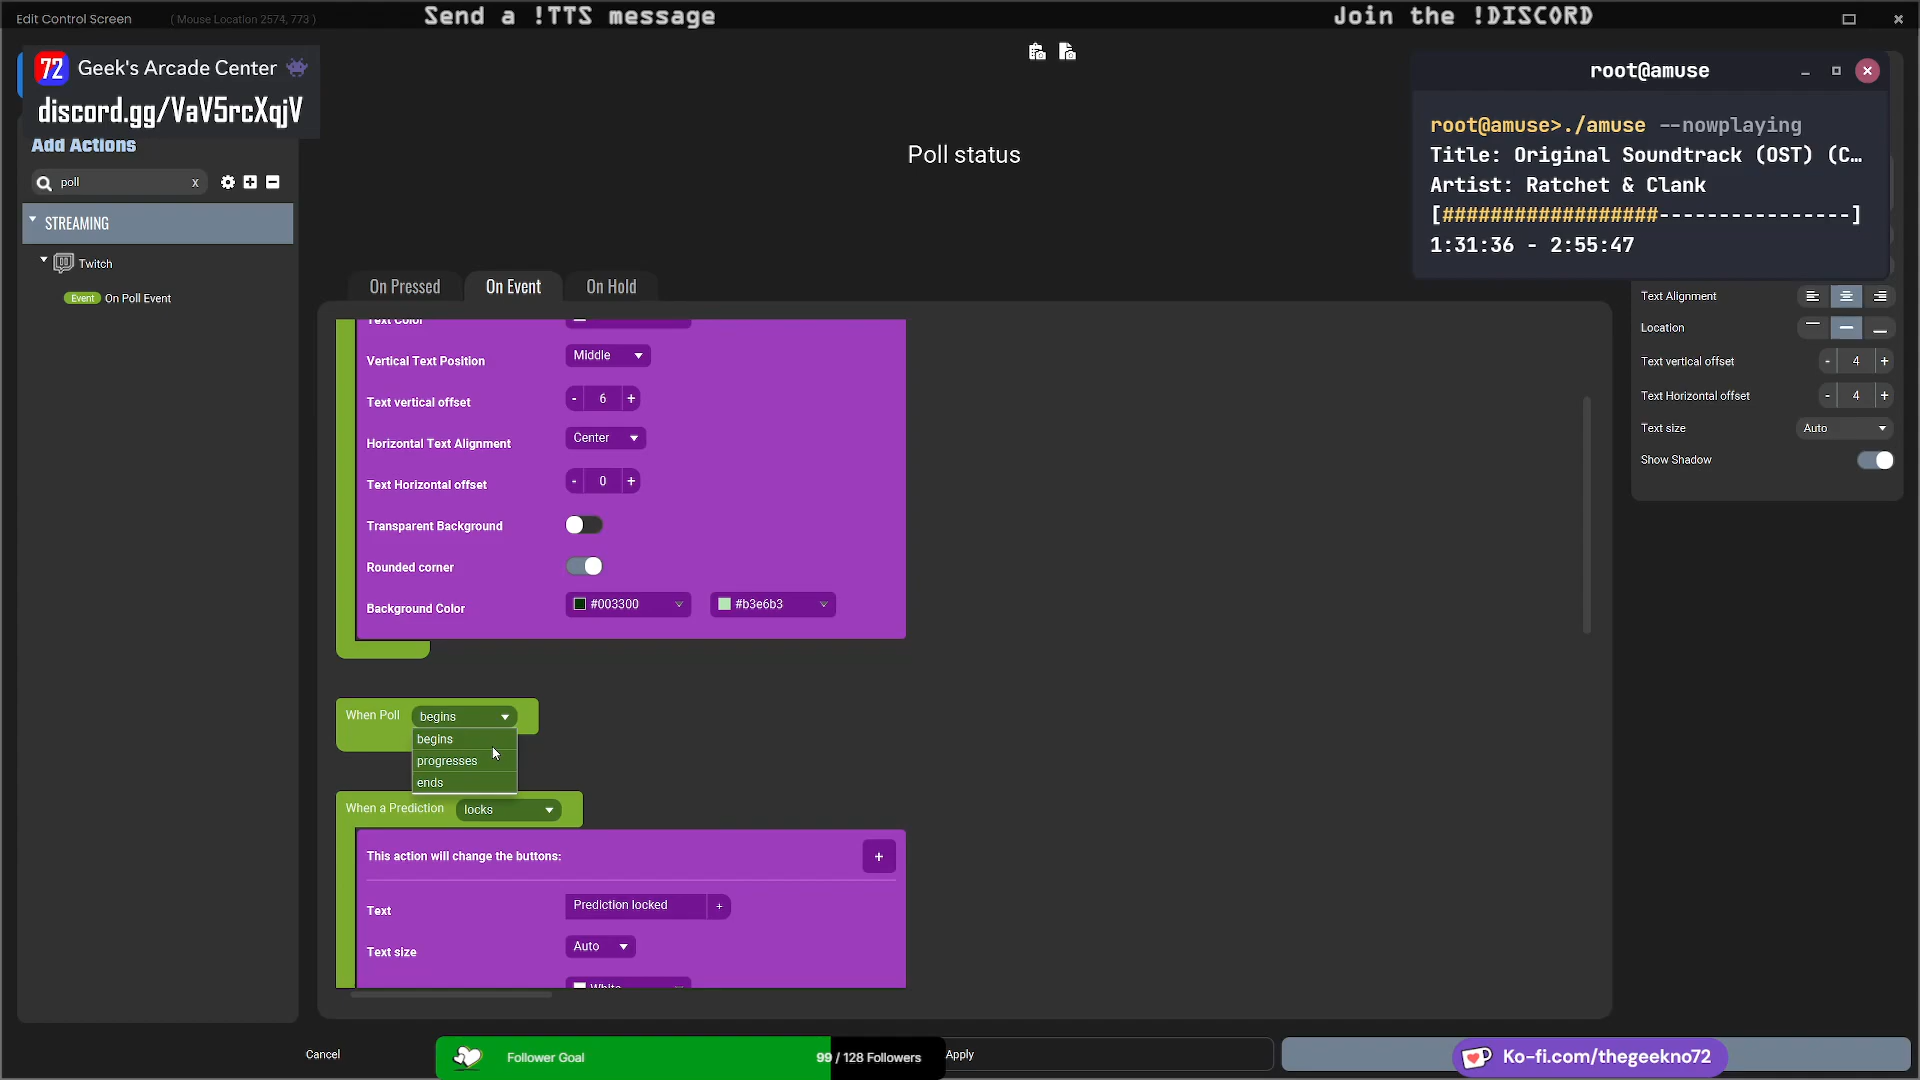 Edit Control Screen
( Mouse Location 2574, 773 )
Send a !TTS message
Join the !DISCORD
72 Geek's Arcade Center
discord.gg/VaV5rcXqjV
Add Actions
poll x
STREAMING
Twitch
Event On Poll Event
Poll status
root@amuse
root@amuse>./amuse --nowplaying
Title: Original Soundtrack (OST) (C…
Artist: Ratchet & Clank
[##################----------------]
1:31:36 - 2:55:47
On Pressed
On Event
On Hold
Text Color
Vertical Text Position Middle
Text vertical offset - 6 +
Horizontal Text Alignment Center
Text Horizontal offset - 0 +
Transparent Background
Rounded corner
Background Color #003300 #b3e6b3
When Poll begins
begins
progresses
ends
When a Prediction locks
This action will change the buttons: +
Text Prediction locked +
Text size Auto
White
Text Alignment
Location
Text vertical offset - 4 +
Text Horizontal offset - 4 +
Text size Auto
Show Shadow
Cancel
Follower Goal 99 / 128 Followers
Apply
Ko-fi.com/thegeekno72